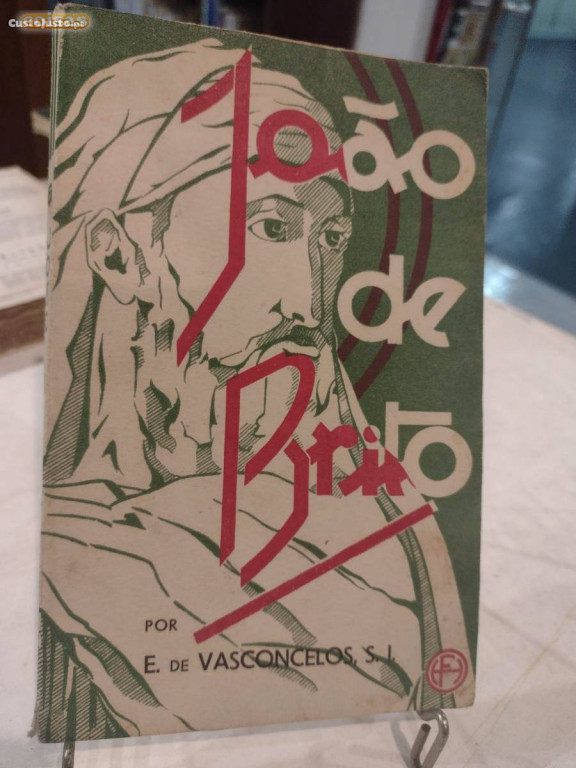 CustoJusto.pt
João
de
Brito
POR
E. DE VASCONCELOS, S. I.